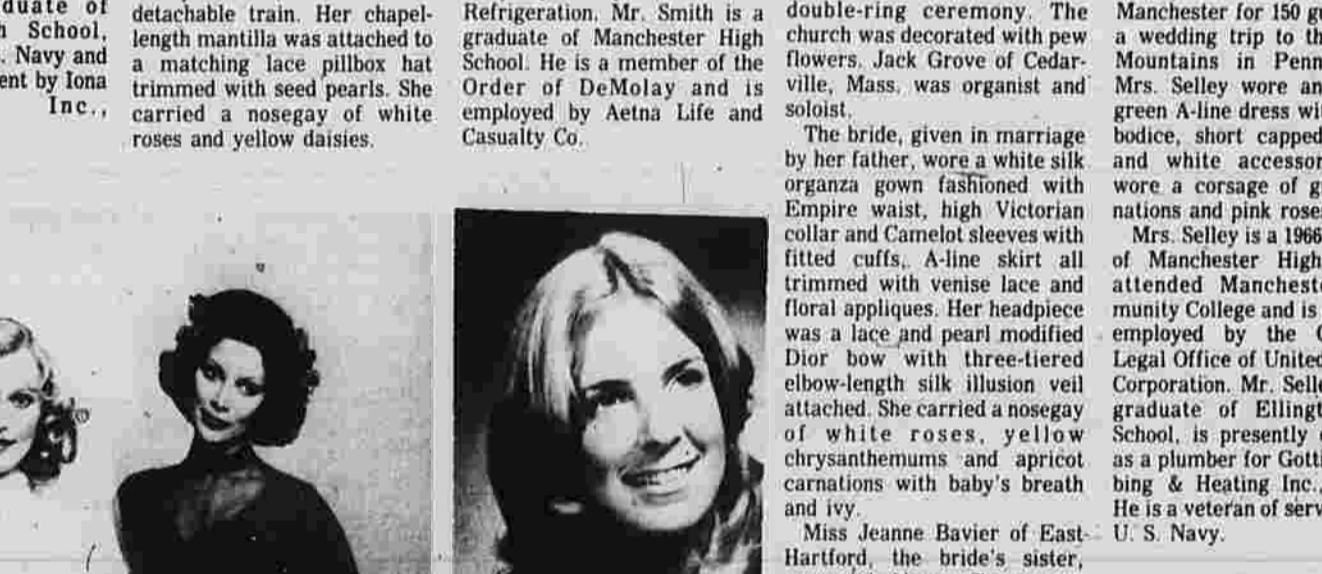 duate of
School,
. Navy and
ent by Iona
Inc.,
detachable train. Her chapel-
length mantilla was attached to
a matching lace pillbox hat
trimmed with seed pearls. She
carried a nosegay of white
roses and yellow daisies.
Refrigeration. Mr. Smith is a
graduate of Manchester High
School. He is a member of the
Order of DeMolay and is
employed by Aetna Life and
Casualty Co.
double-ring ceremony. The
church was decorated with pew
flowers. Jack Grove of Cedar-
ville, Mass. was organist and
soloist.
The bride, given in marriage
by her father, wore a white silk
organza gown fashioned with
Empire waist, high Victorian
collar and Camelot sleeves with
fitted cuffs. A-line skirt all
trimmed with venise lace and
floral appliques. Her headpiece
was a lace and pearl modified
Dior bow with three-tiered
elbow-length silk illusion veil
attached. She carried a nosegay
of white roses, yellow
chrysanthemums and apricot
carnations with baby's breath
and ivy.
Miss Jeanne Bavier of East
Hartford, the bride's sister,
Manchester for 150 g
a wedding trip to th
Mountains in Penn
Mrs. Selley wore an
green A-line dress wi
bodice, short capped
and white accessor
wore a corsage of g
nations and pink rose
Mrs. Selley is a 1966
of Manchester High
attended Manchest
munity College and is
employed by the
Legal Office of United
Corporation. Mr. Selle
graduate of Ellingt
School, is presently
as a plumber for Gott
bing & Heating Inc.,
He is a veteran of serv
U. S. Navy.